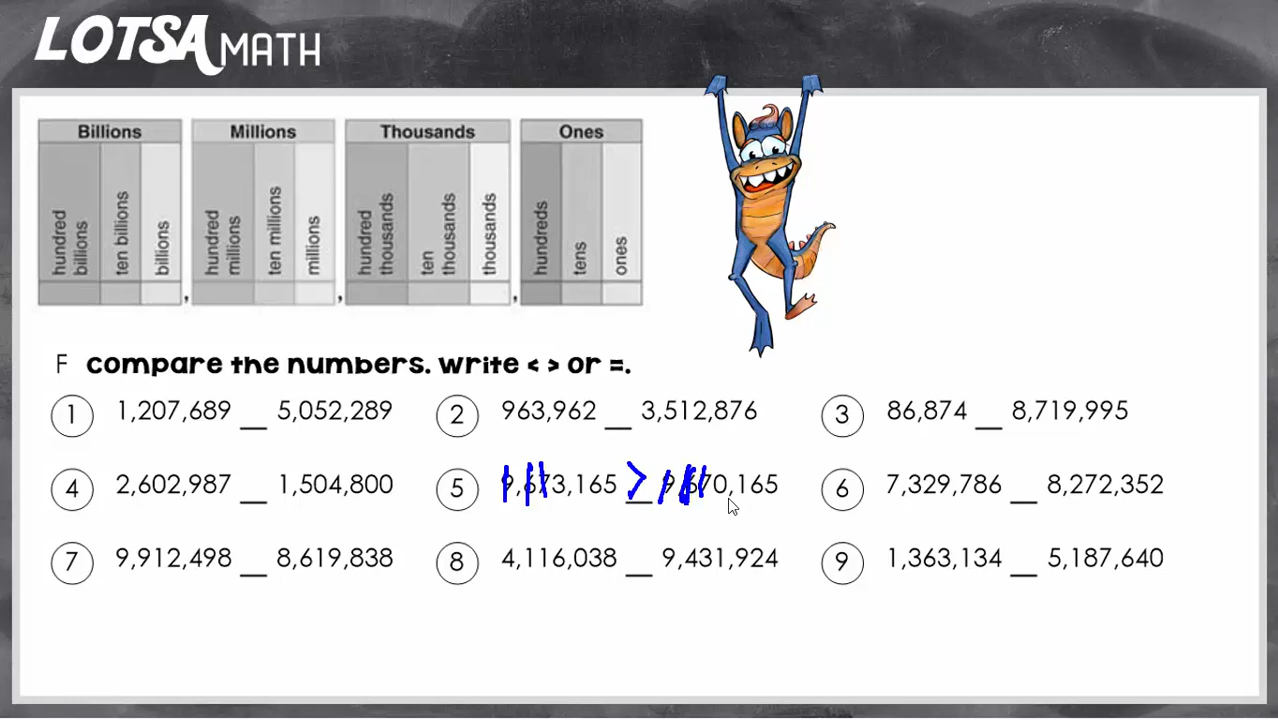 LOTSA MATH
Billions Millions Thousands Ones
hundred billions ten billions billions , hundred millions ten millions millions , hundred thousands ten thousands thousands , hundreds tens ones
F compare the numbers. Write < > or =.
1 1,207,689 __ 5,052,289 2 963,962 __ 3,512,876 3 86,874 __ 8,719,995
4 2,602,987 __ 1,504,800 5 9,673,165 > 9,670,165 6 7,329,786 __ 8,272,352
7 9,912,498 __ 8,619,838 8 4,116,038 __ 9,431,924 9 1,363,134 __ 5,187,640